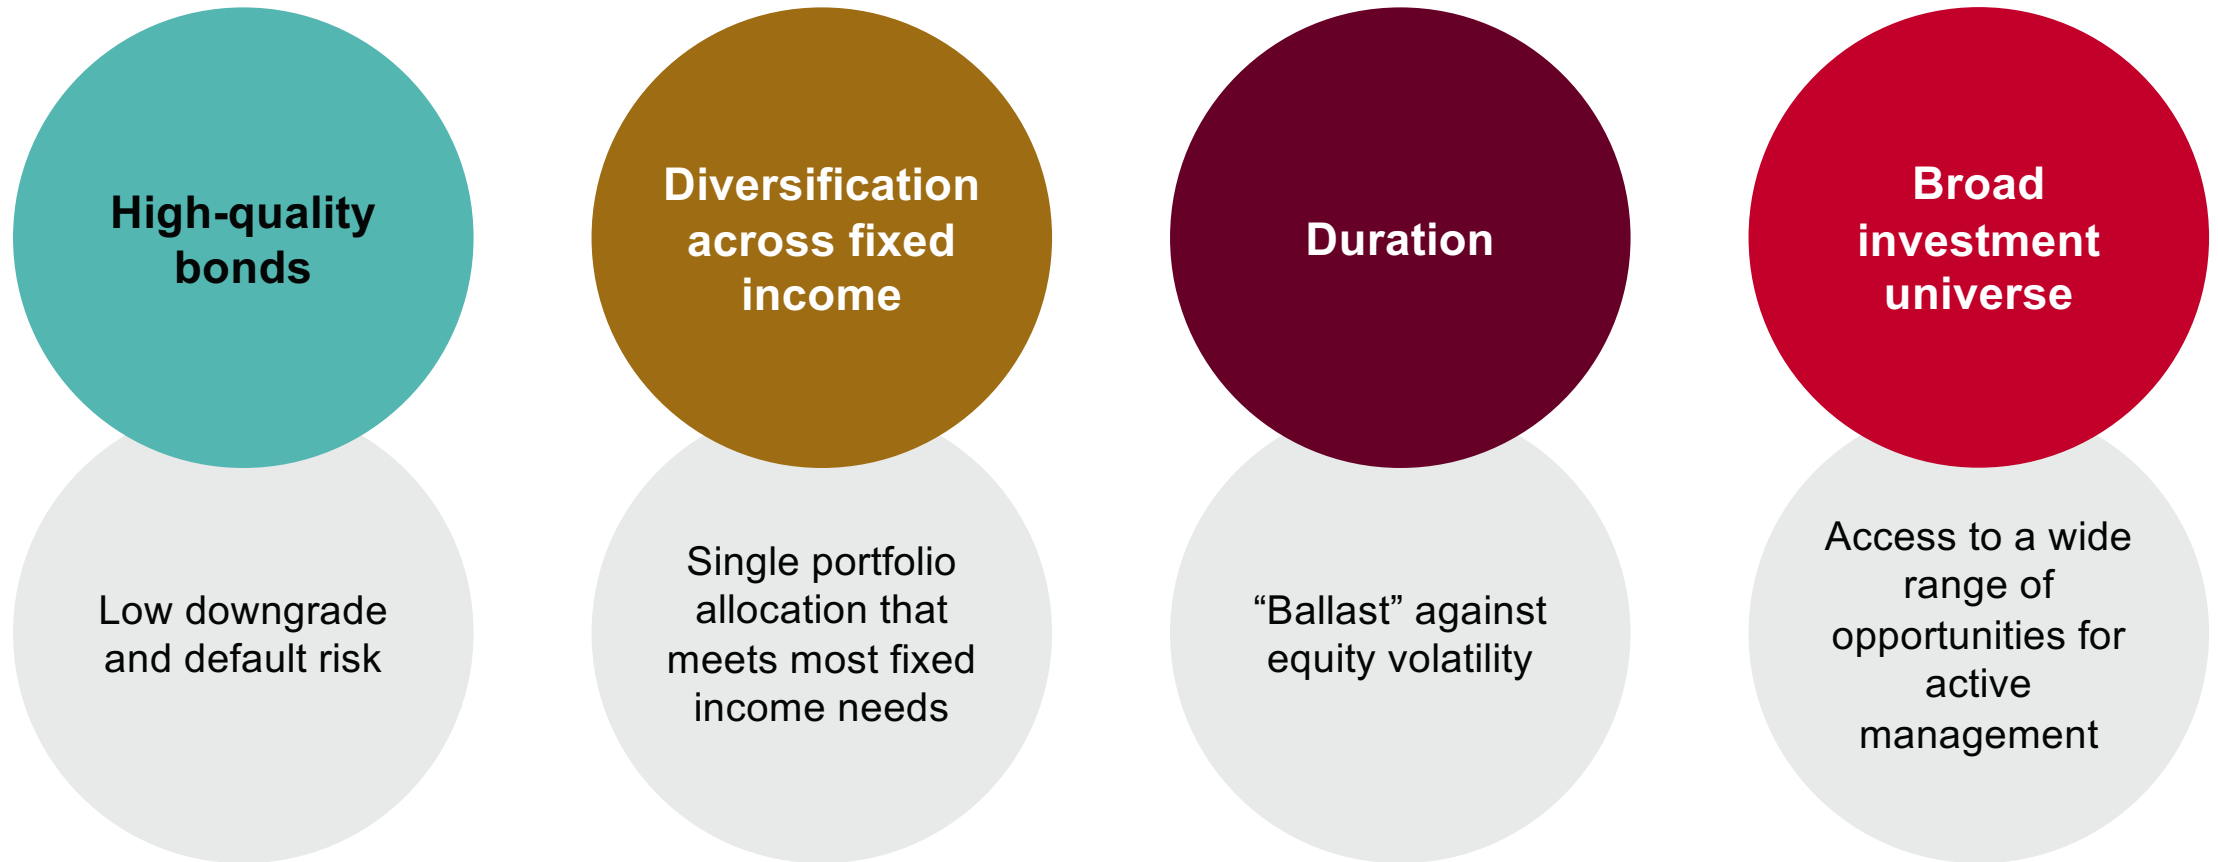 High-quality
bonds
Low downgrade
and default risk
Diversification
across fixed
income
Single portfolio
allocation that
meets most fixed
income needs
Duration
“Ballast” against
equity volatility
Broad
investment
universe
Access to a wide
range of
opportunities for
active
management